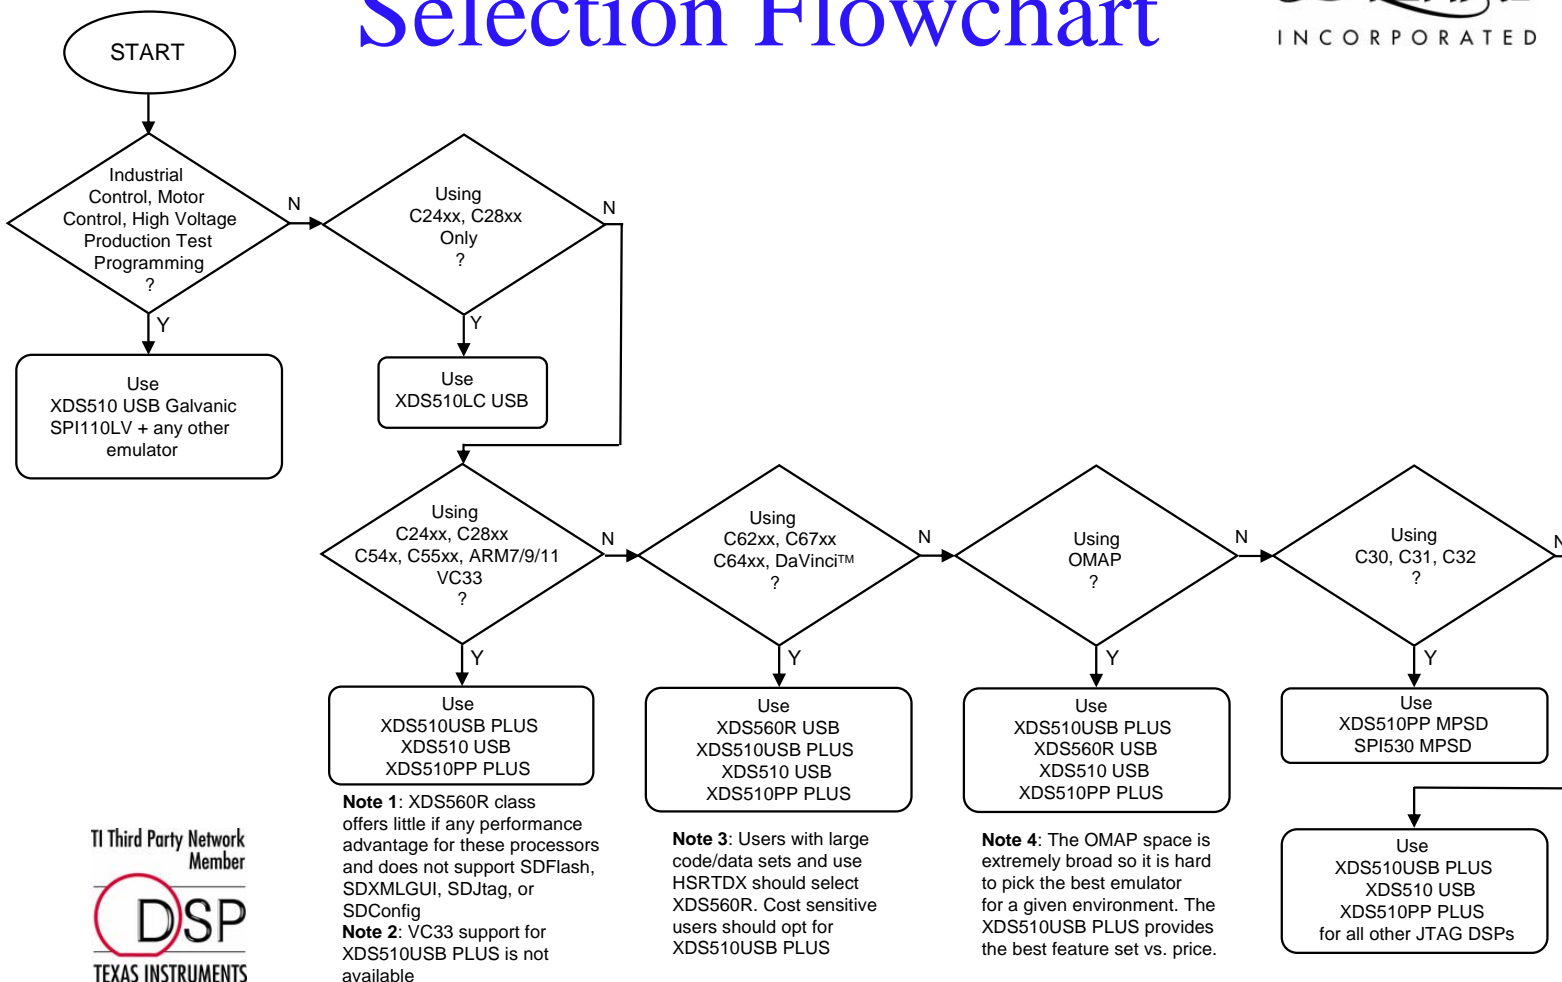 Selection Flowchart
INCORPORATED
START
Industrial
Control, Motor
Control, High Voltage
Production Test
Programming
?
N
Y
Using
C24xx, C28xx
Only
?
N
Y
Use
XDS510 USB Galvanic
SPI110LV + any other
emulator
Use
XDS510LC USB
Using
C24xx, C28xx
C54x, C55xx, ARM7/9/11
VC33
?
N
Y
Using
C62xx, C67xx
C64xx, DaVinci™
?
N
Y
Using
OMAP
?
N
Y
Using
C30, C31, C32
?
N
Y
Use
XDS510USB PLUS
XDS510 USB
XDS510PP PLUS
Use
XDS560R USB
XDS510USB PLUS
XDS510 USB
XDS510PP PLUS
Use
XDS510USB PLUS
XDS560R USB
XDS510 USB
XDS510PP PLUS
Use
XDS510PP MPSD
SPI530 MPSD
Note 1: XDS560R class
offers little if any performance
advantage for these processors
and does not support SDFlash,
SDXMLGUI, SDJtag, or
SDConfig
Note 2: VC33 support for
XDS510USB PLUS is not
available
Note 3: Users with large
code/data sets and use
HSRTDX should select
XDS560R. Cost sensitive
users should opt for
XDS510USB PLUS
Note 4: The OMAP space is
extremely broad so it is hard
to pick the best emulator
for a given environment. The
XDS510USB PLUS provides
the best feature set vs. price.
Use
XDS510USB PLUS
XDS510 USB
XDS510PP PLUS
for all other JTAG DSPs
TI Third Party Network
Member
DSP
TEXAS INSTRUMENTS